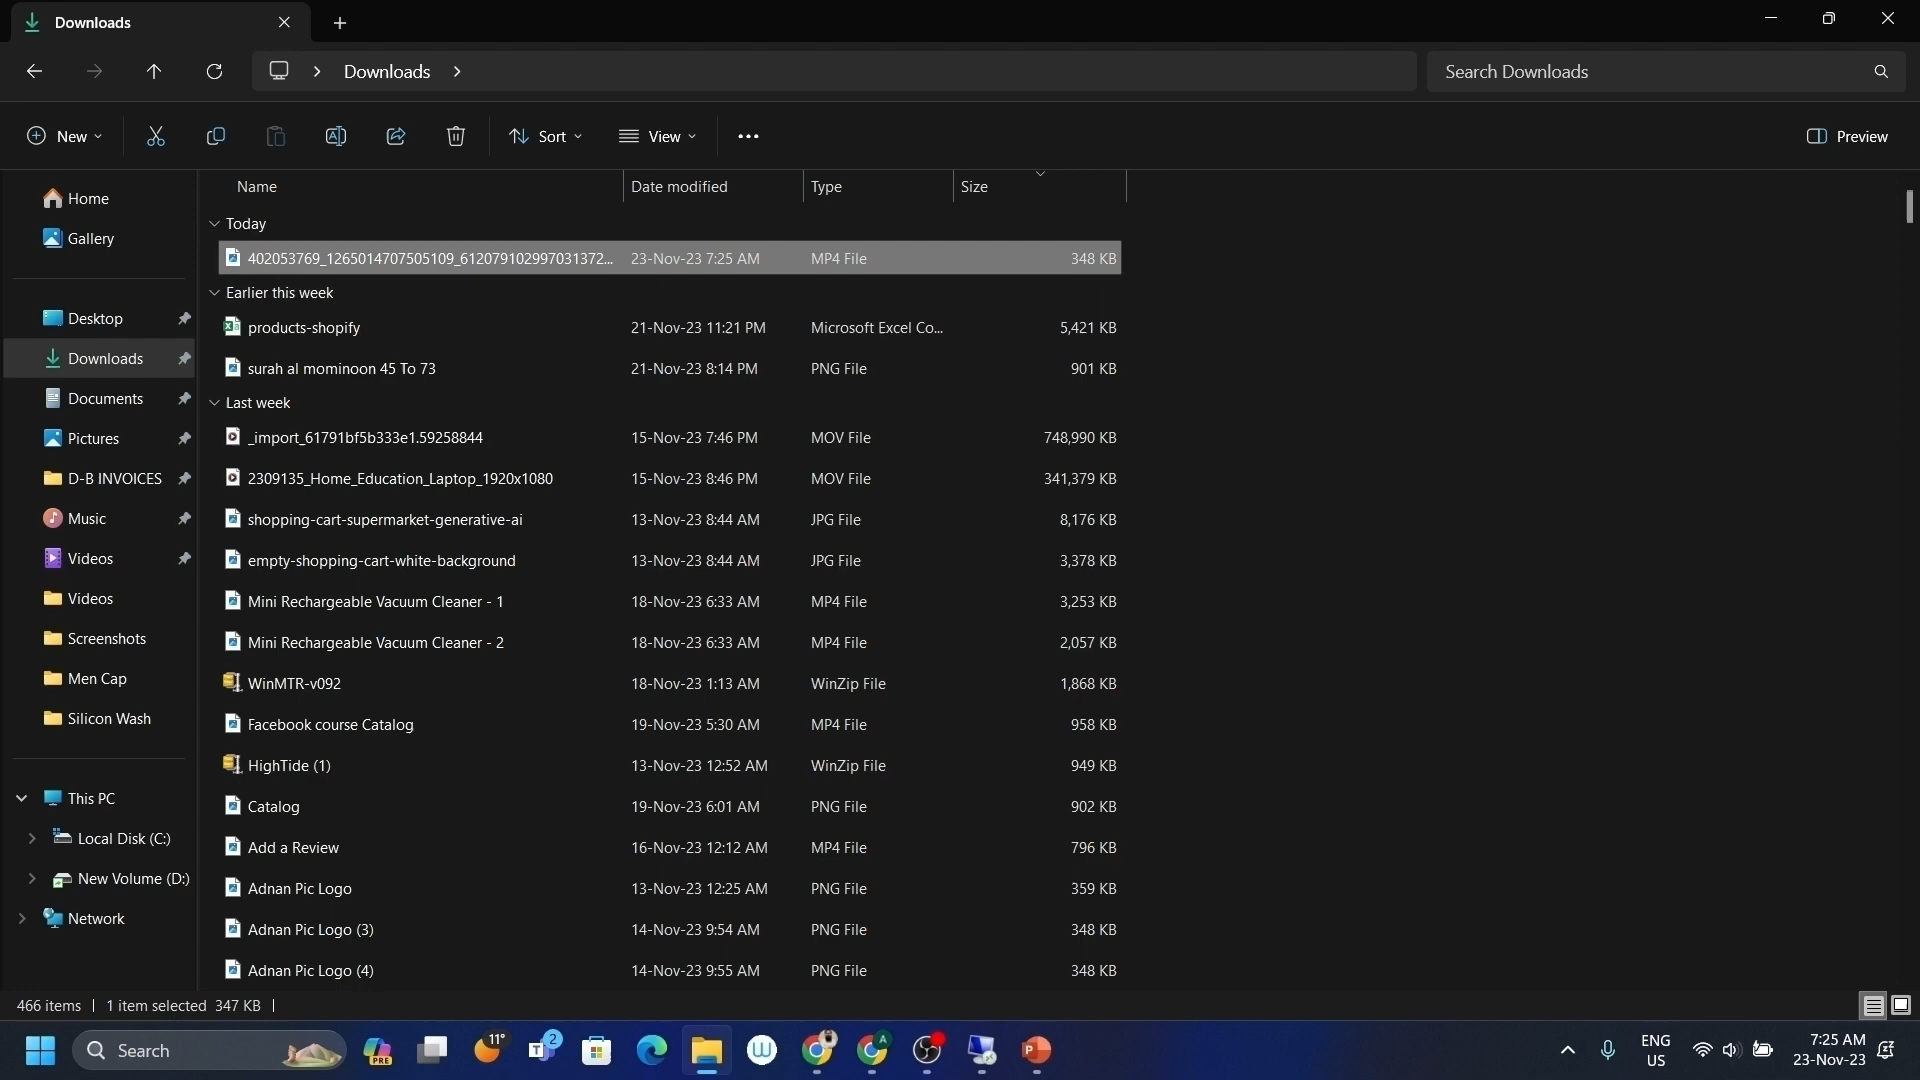 Downloads
Downloads
Search Downloads
New
Sort
View
Preview
Name Date modified Type Size
Home
Gallery
Desktop
Downloads
Documents
Pictures
D-B INVOICES
Music
Videos
Videos
Screenshots
Men Cap
Silicon Wash
This PC
Local Disk (C:)
New Volume (D:)
Network
Today
402053769_1265014707505109_612079102997031372... 23-Nov-23 7:25 AM MP4 File 348 KB
Earlier this week
products-shopify 21-Nov-23 11:21 PM Microsoft Excel Co... 5,421 KB
surah al mominoon 45 To 73 21-Nov-23 8:14 PM PNG File 901 KB
Last week
_import_61791bf5b333e1.59258844 15-Nov-23 7:46 PM MOV File 748,990 KB
2309135_Home_Education_Laptop_1920x1080 15-Nov-23 8:46 PM MOV File 341,379 KB
shopping-cart-supermarket-generative-ai 13-Nov-23 8:44 AM JPG File 8,176 KB
empty-shopping-cart-white-background 13-Nov-23 8:44 AM JPG File 3,378 KB
Mini Rechargeable Vacuum Cleaner - 1 18-Nov-23 6:33 AM MP4 File 3,253 KB
Mini Rechargeable Vacuum Cleaner - 2 18-Nov-23 6:33 AM MP4 File 2,057 KB
WinMTR-v092 18-Nov-23 1:13 AM WinZip File 1,868 KB
Facebook course Catalog 19-Nov-23 5:30 AM MP4 File 958 KB
HighTide (1) 13-Nov-23 12:52 AM WinZip File 949 KB
Catalog 19-Nov-23 6:01 AM PNG File 902 KB
Add a Review 16-Nov-23 12:12 AM MP4 File 796 KB
Adnan Pic Logo 13-Nov-23 12:25 AM PNG File 359 KB
Adnan Pic Logo (3) 14-Nov-23 9:54 AM PNG File 348 KB
Adnan Pic Logo (4) 14-Nov-23 9:55 AM PNG File 348 KB
466 items 1 item selected 347 KB
Search
PRE
11°
2
A
ENG
US
7:25 AM
23-Nov-23